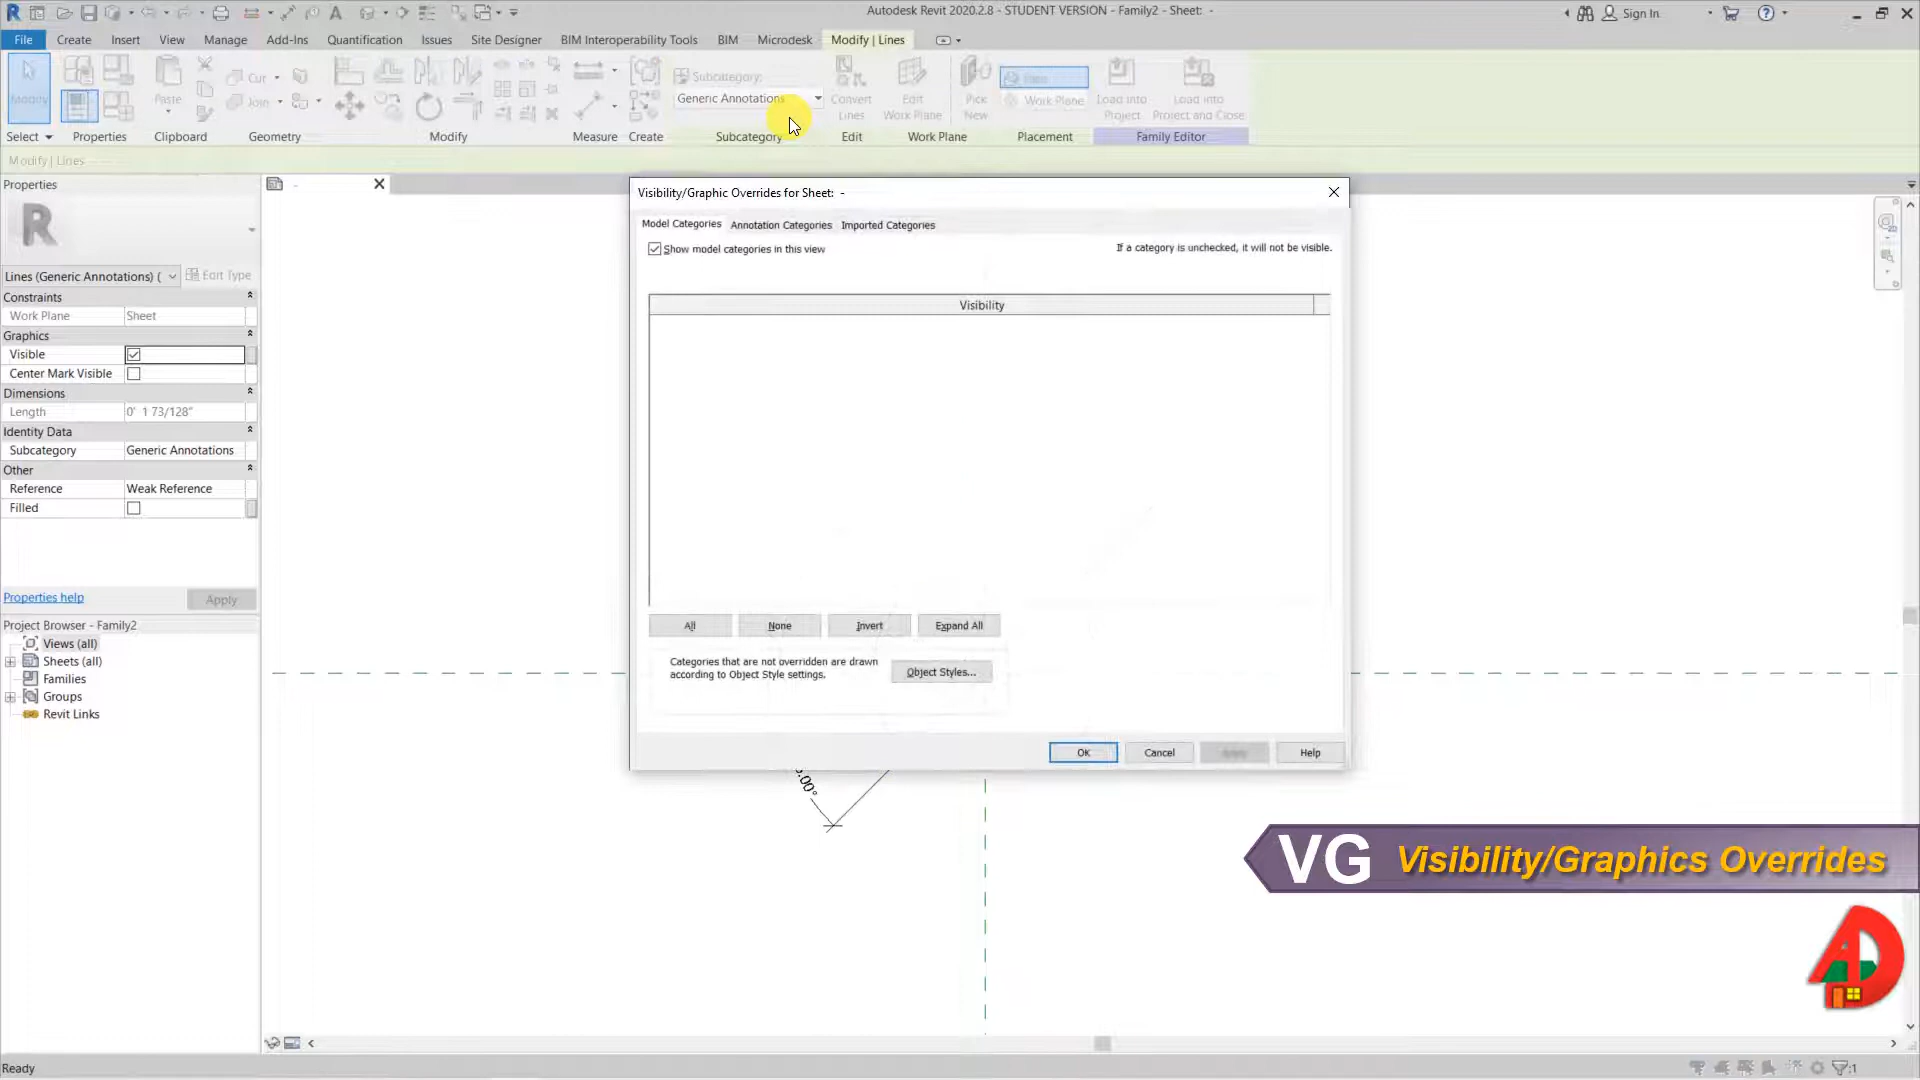 Autodesk Revit 2020.2.8 - STUDENT VERSION - Family2 - Sheet: -
Sign In
File Create Insert View Manage Add-Ins Quantification Issues Site Designer BIM Interoperability Tools BIM Microdesk Modify | Lines
Modify
Paste
Cut
Join
Subcategory:
Generic Annotations
Convert Lines
Edit Work Plane
Pick New
Work Plane
Load into Project
Load into Project and Close
Select Properties Clipboard Geometry Modify Measure Create Subcategory Edit Work Plane Placement Family Editor
Modify | Lines
Properties
Lines (Generic Annotations) (
Edit Type
Constraints
Work Plane Sheet
Graphics
Visible
Center Mark Visible
Dimensions
Length 0' 1 73/128"
Identity Data
Subcategory Generic Annotations
Other
Reference Weak Reference
Filled
Properties help
Apply
Project Browser - Family2
Views (all)
Sheets (all)
Families
Groups
Revit Links
Visibility/Graphic Overrides for Sheet: -
Model Categories Annotation Categories Imported Categories
Show model categories in this view
If a category is unchecked, it will not be visible.
Visibility
All None Invert Expand All
Categories that are not overridden are drawn
according to Object Style settings.
Object Styles...
OK Cancel Apply Help
.00°
VG Visibility/Graphics Overrides
Ready
:1